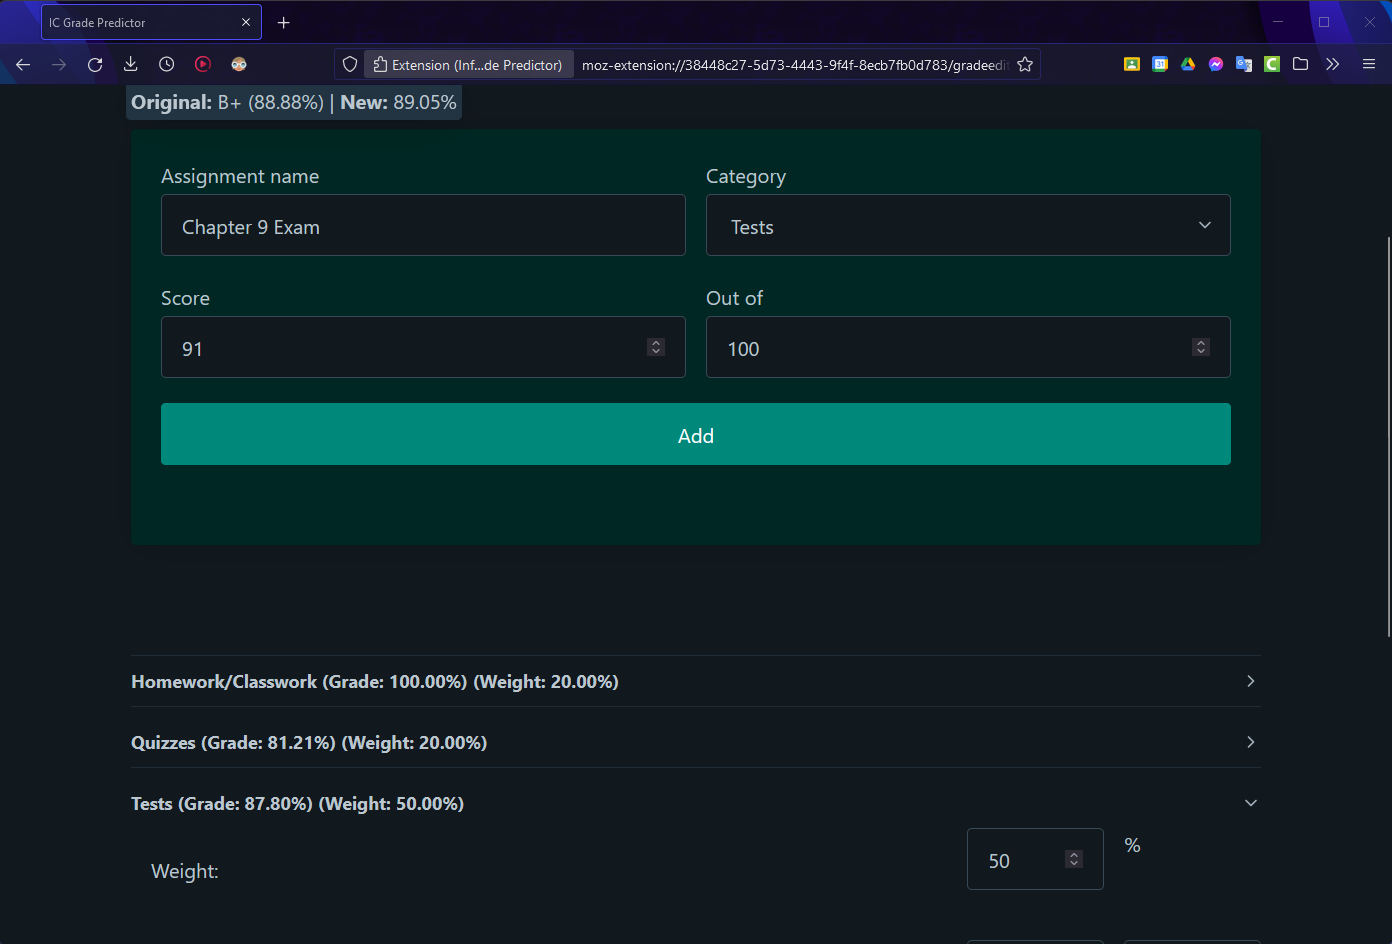 IC Grade Predictor
Extension (Inf...de Predictor)
moz-extension://38448c27-5d73-4443-9f4f-8ecb7fb0d783/gradeedit
Original: B+ (88.88%) | New: 89.05%
Assignment name
Category
Chapter 9 Exam
Tests
Score
Out of
91
100
Add
Homework/Classwork (Grade: 100.00%) (Weight: 20.00%)
Quizzes (Grade: 81.21%) (Weight: 20.00%)
Tests (Grade: 87.80%) (Weight: 50.00%)
Weight:
50
%